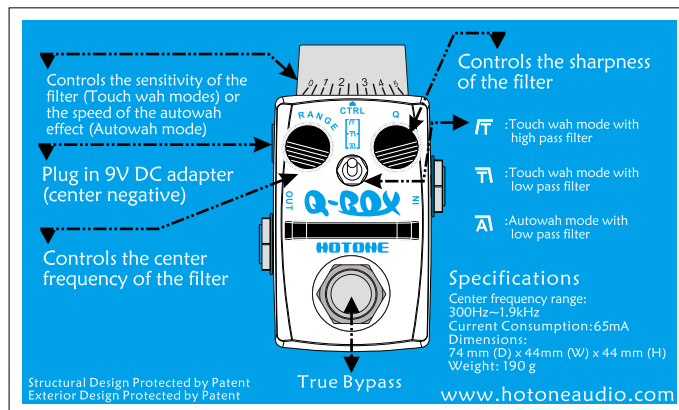 Controls the sensitivity of the
filter (Touch wah modes) or
the speed of the autowah
effect (Autowah mode)
Plug in 9V DC adapter
(center negative)
Controls the center
frequency of the filter
0 1 2 3 4 5
CTRL
RANGE
Q
T
T
A
OUT
IN
Q-BOX
HOTONE
True Bypass
Controls the sharpness
of the filter
T :Touch wah mode with
high pass filter
T :Touch wah mode with
low pass filter
A :Autowah mode with
low pass filter
Specifications
Center frequency range:
300Hz~1.9kHz
Current Consumption:65mA
Dimensions:
74 mm (D) x 44mm (W) x 44 mm (H)
Weight: 190 g
Structural Design Protected by Patent
Exterior Design Protected by Patent
www.hotoneaudio.com